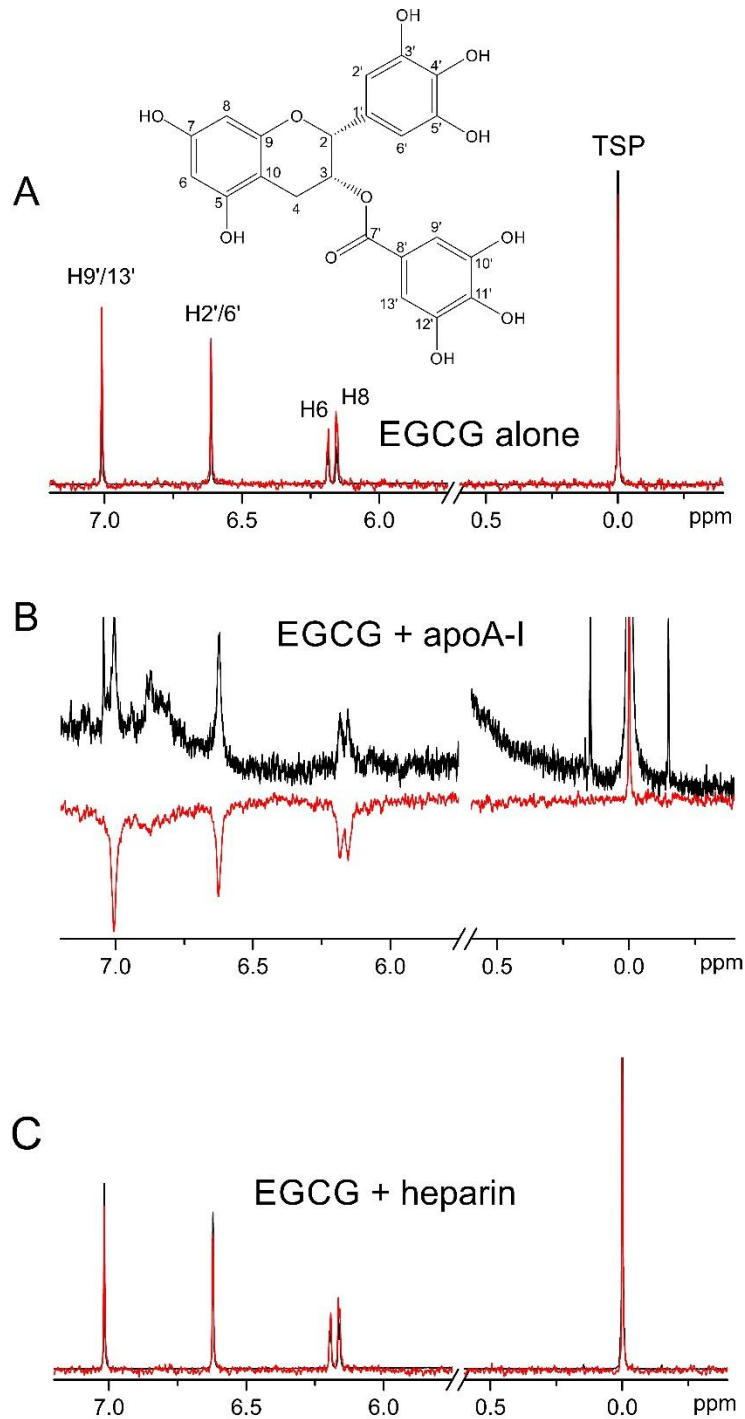 OH
3'
OH
2'
4'
HO
8
1'
5'
7
O
OH
9
2
6'
TSP
6
10
3
A
5
4
O
9'
OH
OH
7'
8'
10'
H9'/13'
O
11'
H2'/6'
13'
12'
OH
OH
H6
H8
EGCG alone
7.0
6.5
6.0
0.5
0.0
ppm
B
EGCG + apoA-I
7.0
6.5
6.0
0.5
0.0
ppm
C
EGCG + heparin
7.0
6.5
6.0
0.5
0.0
ppm